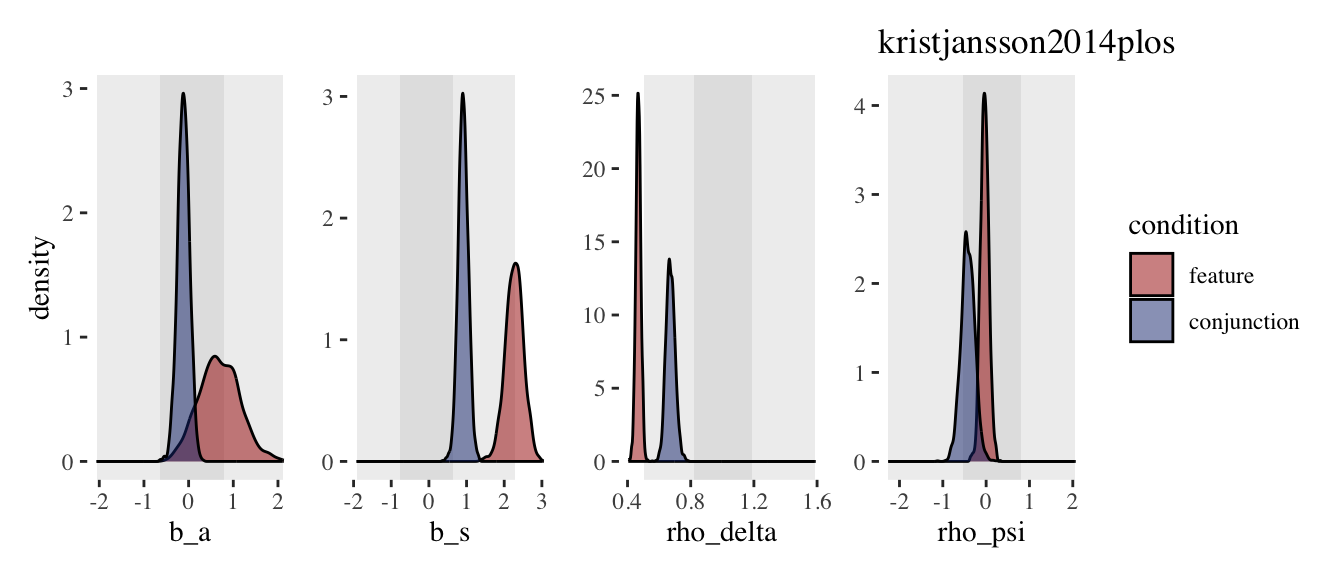 kristjansson2014plos
density
3
2
1
0
-2 -1 0 1 2
b_a
3
2
1
0
-2 -1 0 1 2 3
b_s
25
20
15
10
5
0
0.4 0.8 1.2 1.6
rho_delta
4
3
2
1
0
-2 -1 0 1 2
rho_psi
condition
feature
conjunction